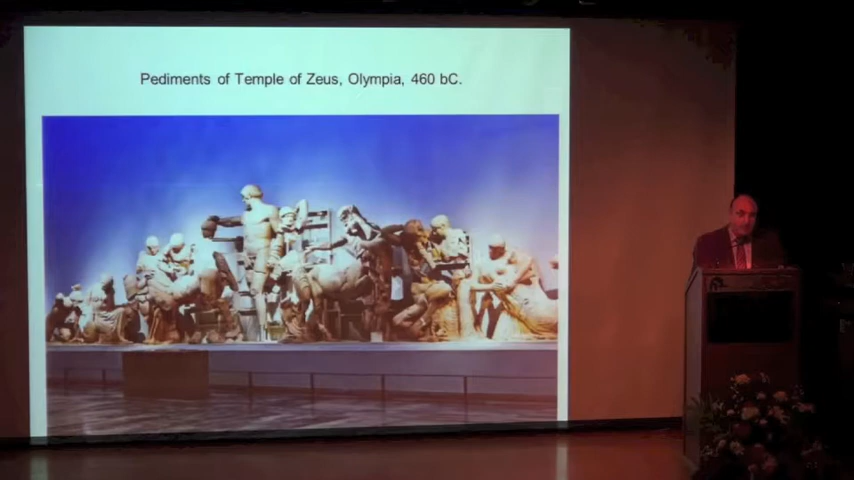 Pediments of Temple of Zeus, Olympia, 460 bC.